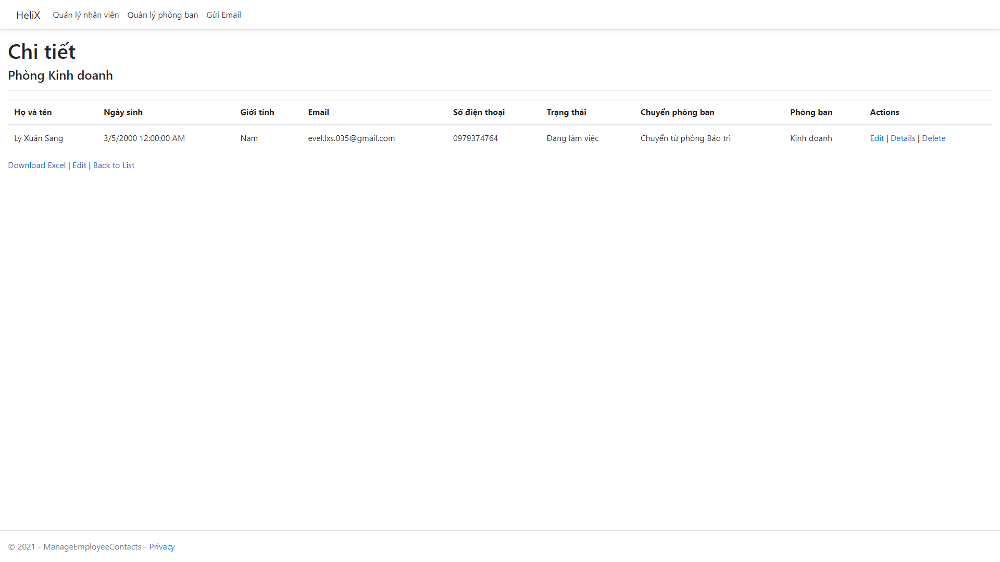 HeliX Quản lý nhân viên Quản lý phòng ban Gửi Email
Chi tiết
Phòng Kinh doanh
Họ và tên Ngày sinh Giới tính Email Số điện thoại Trạng thái Chuyển phòng ban Phòng ban Actions
Lý Xuân Sang 3/5/2000 12:00:00 AM Nam evel.lxs.035@gmail.com 0979374764 Đang làm việc Chuyển từ phòng Bảo trì Kinh doanh Edit | Details | Delete
Download Excel | Edit | Back to List
© 2021 - ManageEmployeeContacts - Privacy